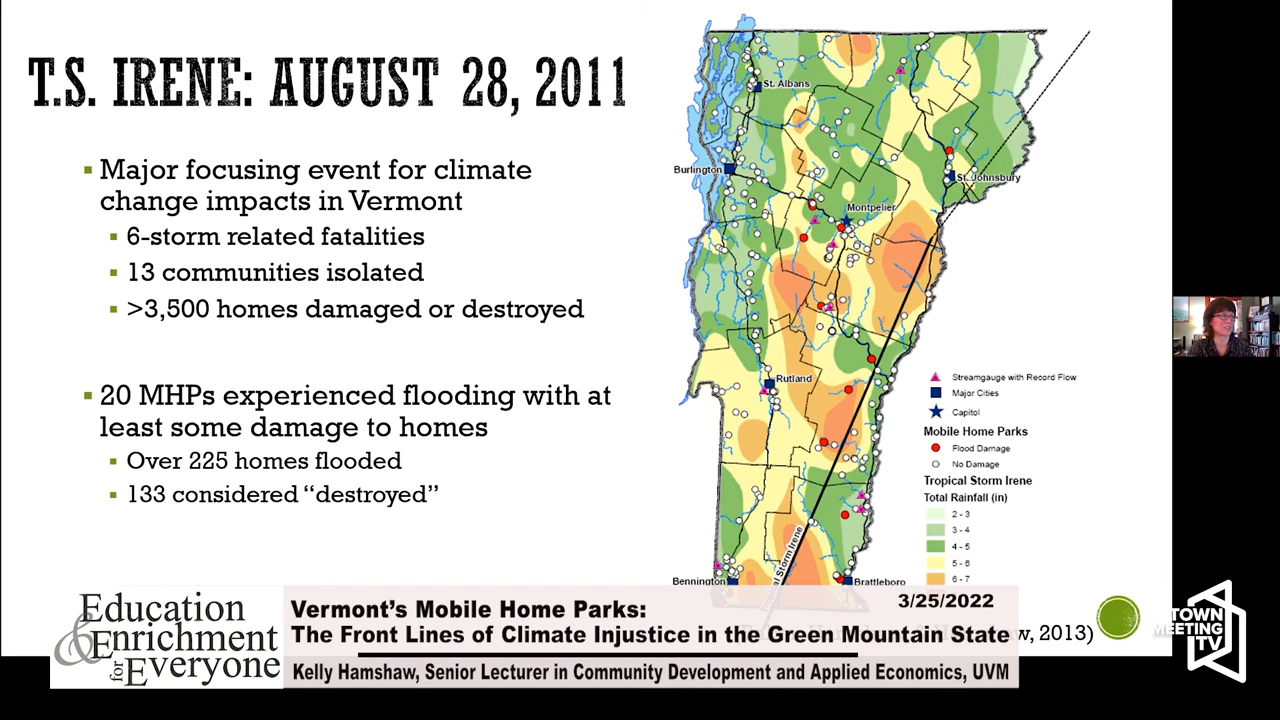 T.S. IRENE: AUGUST 28, 2011
▪ Major focusing event for climate
change impacts in Vermont
▪ 6-storm related fatalities
▪ 13 communities isolated
▪ >3,500 homes damaged or destroyed
▪ 20 MHPs experienced flooding with at
least some damage to homes
▪ Over 225 homes flooded
▪ 133 considered “destroyed”
St. Albans
Burlington
St. Johnsbury
Montpelier
Rutland
Bennington
Brattleboro
Storm Irene
Streamgauge with Record Flow
Major Cities
Capitol
Mobile Home Parks
Flood Damage
No Damage
Tropical Storm Irene
Total Rainfall (in)
2 - 3
3 - 4
4 - 5
5 - 6
6 - 7
2013)
Education
& Enrichment
for Everyone
Vermont's Mobile Home Parks:
3/25/2022
The Front Lines of Climate Injustice in the Green Mountain State
Kelly Hamshaw, Senior Lecturer in Community Development and Applied Economics, UVM
TOWN
MEETING
TV